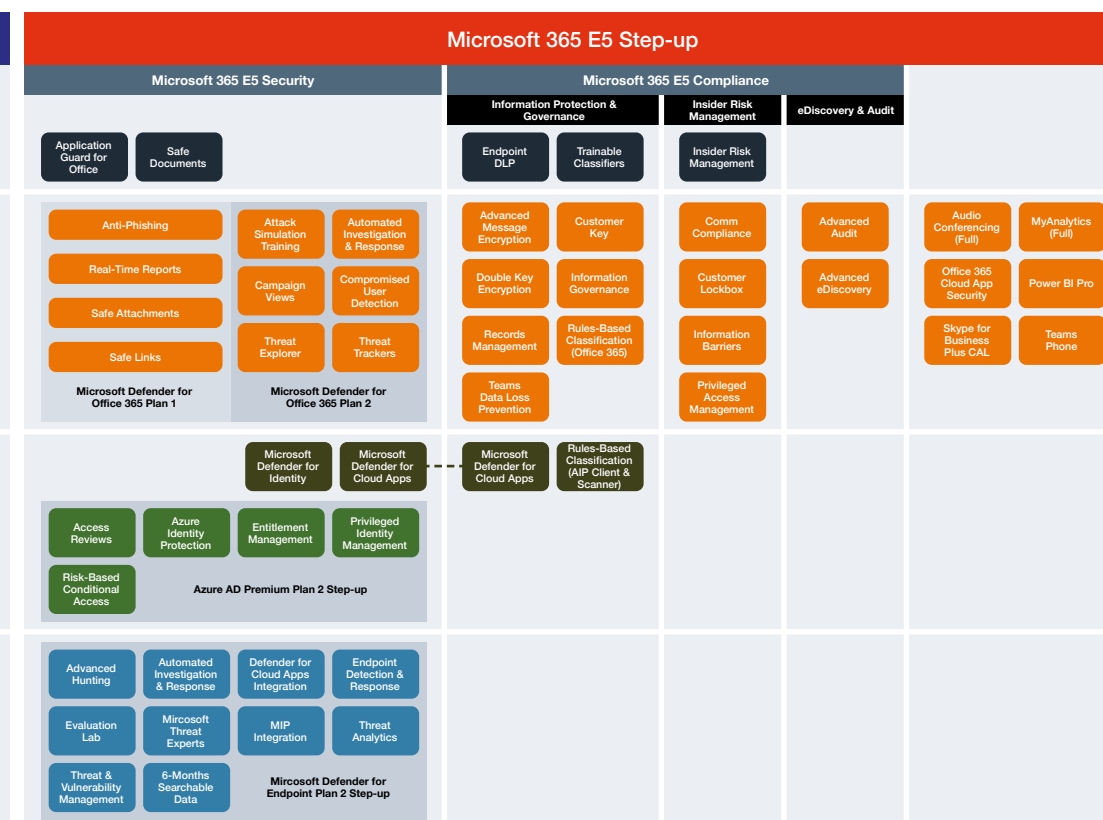 Microsoft 365 E5 Step-up
Microsoft 365 E5 Security
Microsoft 365 E5 Compliance
Information Protection &
Governance
Insider Risk
Management
eDiscovery & Audit
Application
Guard for
Office
Safe
Documents
Endpoint
DLP
Trainable
Classifiers
Insider Risk
Management
Anti-Phishing
Real-Time Reports
Safe Attachments
Safe Links
Microsoft Defender for
Office 365 Plan 1
Attack
Simulation
Training
Automated
Investigation
& Response
Campaign
Views
Compromised
User
Detection
Threat
Explorer
Threat
Trackers
Microsoft Defender for
Office 365 Plan 2
Advanced
Message
Encryption
Customer
Key
Double Key
Encryption
Information
Governance
Records
Management
Rules-Based
Classification
(Office 365)
Teams
Data Loss
Prevention
Comm
Compliance
Customer
Lockbox
Information
Barriers
Privileged
Access
Management
Advanced
Audit
Advanced
eDiscovery
Audio
Conferencing
(Full)
MyAnalytics
(Full)
Office 365
Cloud App
Security
Power BI Pro
Skype for
Business
Plus CAL
Teams
Phone
Microsoft
Defender for
Identity
Microsoft
Defender for
Cloud Apps
Microsoft
Defender for
Cloud Apps
Rules-Based
Classification
(AIP Client &
Scanner)
Access
Reviews
Azure
Identity
Protection
Entitlement
Management
Privileged
Identity
Management
Risk-Based
Conditional
Access
Azure AD Premium Plan 2 Step-up
Advanced
Hunting
Automated
Investigation
& Response
Defender for
Cloud Apps
Integration
Endpoint
Detection &
Response
Evaluation
Lab
Mircosoft
Threat
Experts
MIP
Integration
Threat
Analytics
Threat &
Vulnerability
Management
6-Months
Searchable
Data
Mircosoft Defender for
Endpoint Plan 2 Step-up